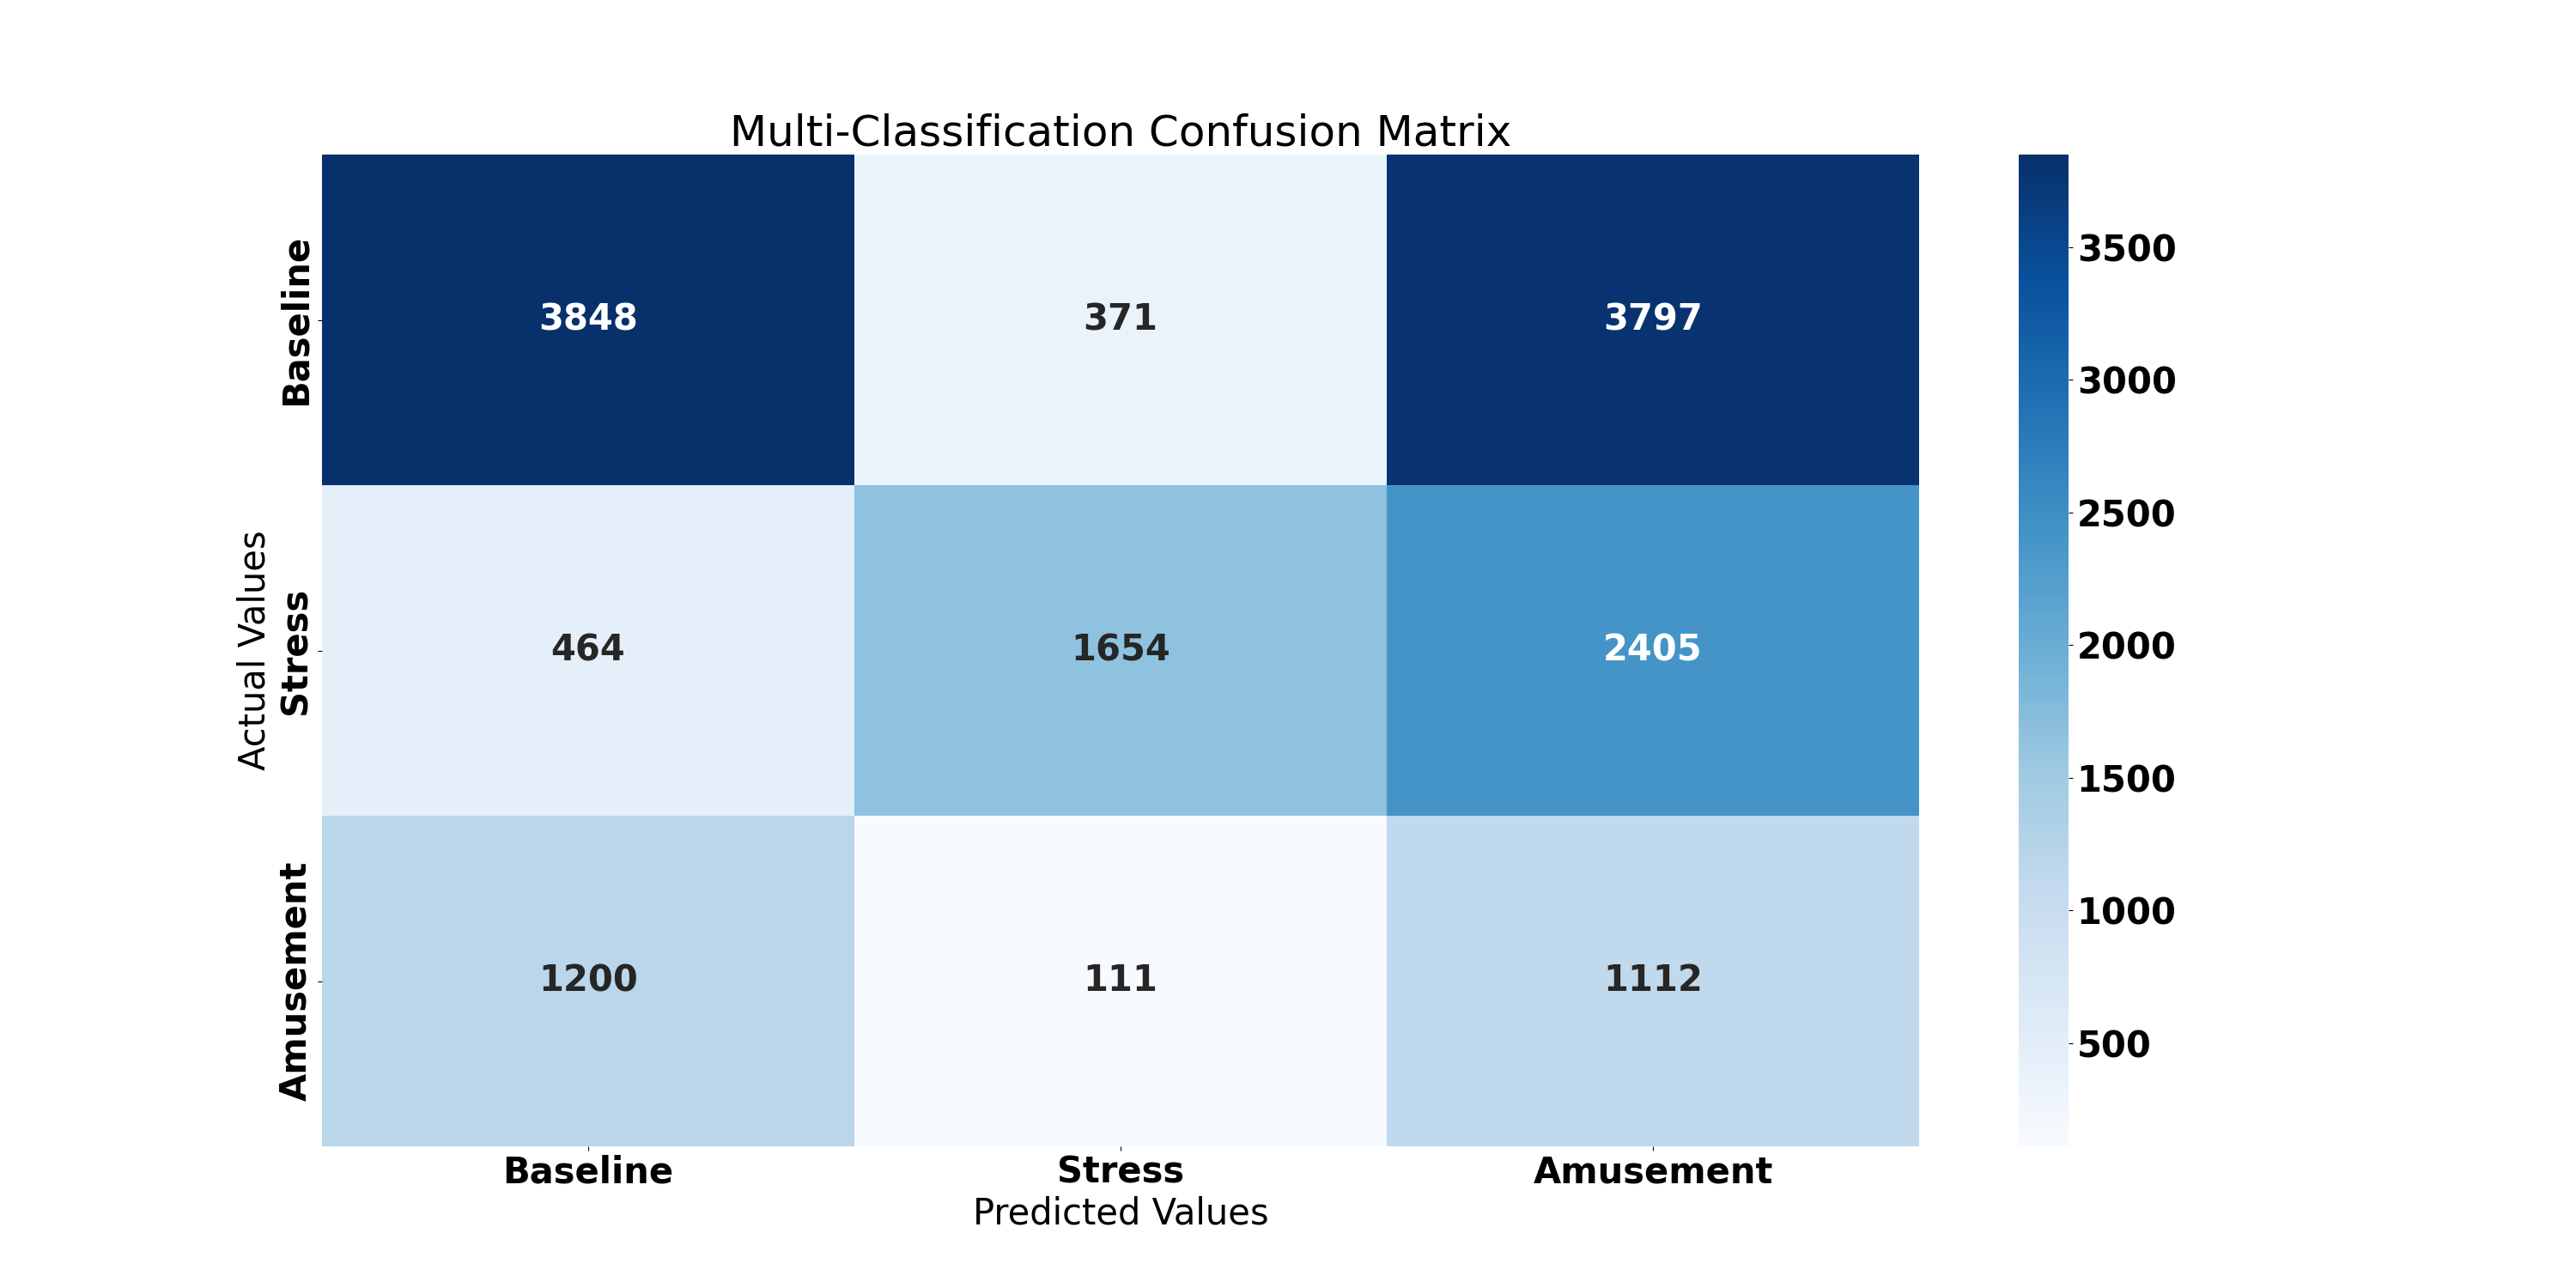 Multi-Classification Confusion Matrix
Actual Values
Baseline
3848 371 3797
Stress
464 1654 2405
Amusement
1200 111 1112
Baseline Stress Amusement
Predicted Values
3500
3000
2500
2000
1500
1000
500